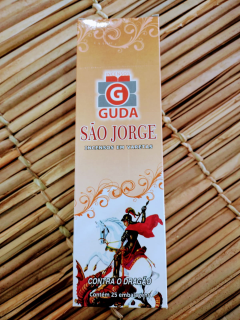 G
GUDA
SÃO JORGE
INCENSOS EM VARETAS
CONTRA O DRAGÃO
Contém 25 embalagens